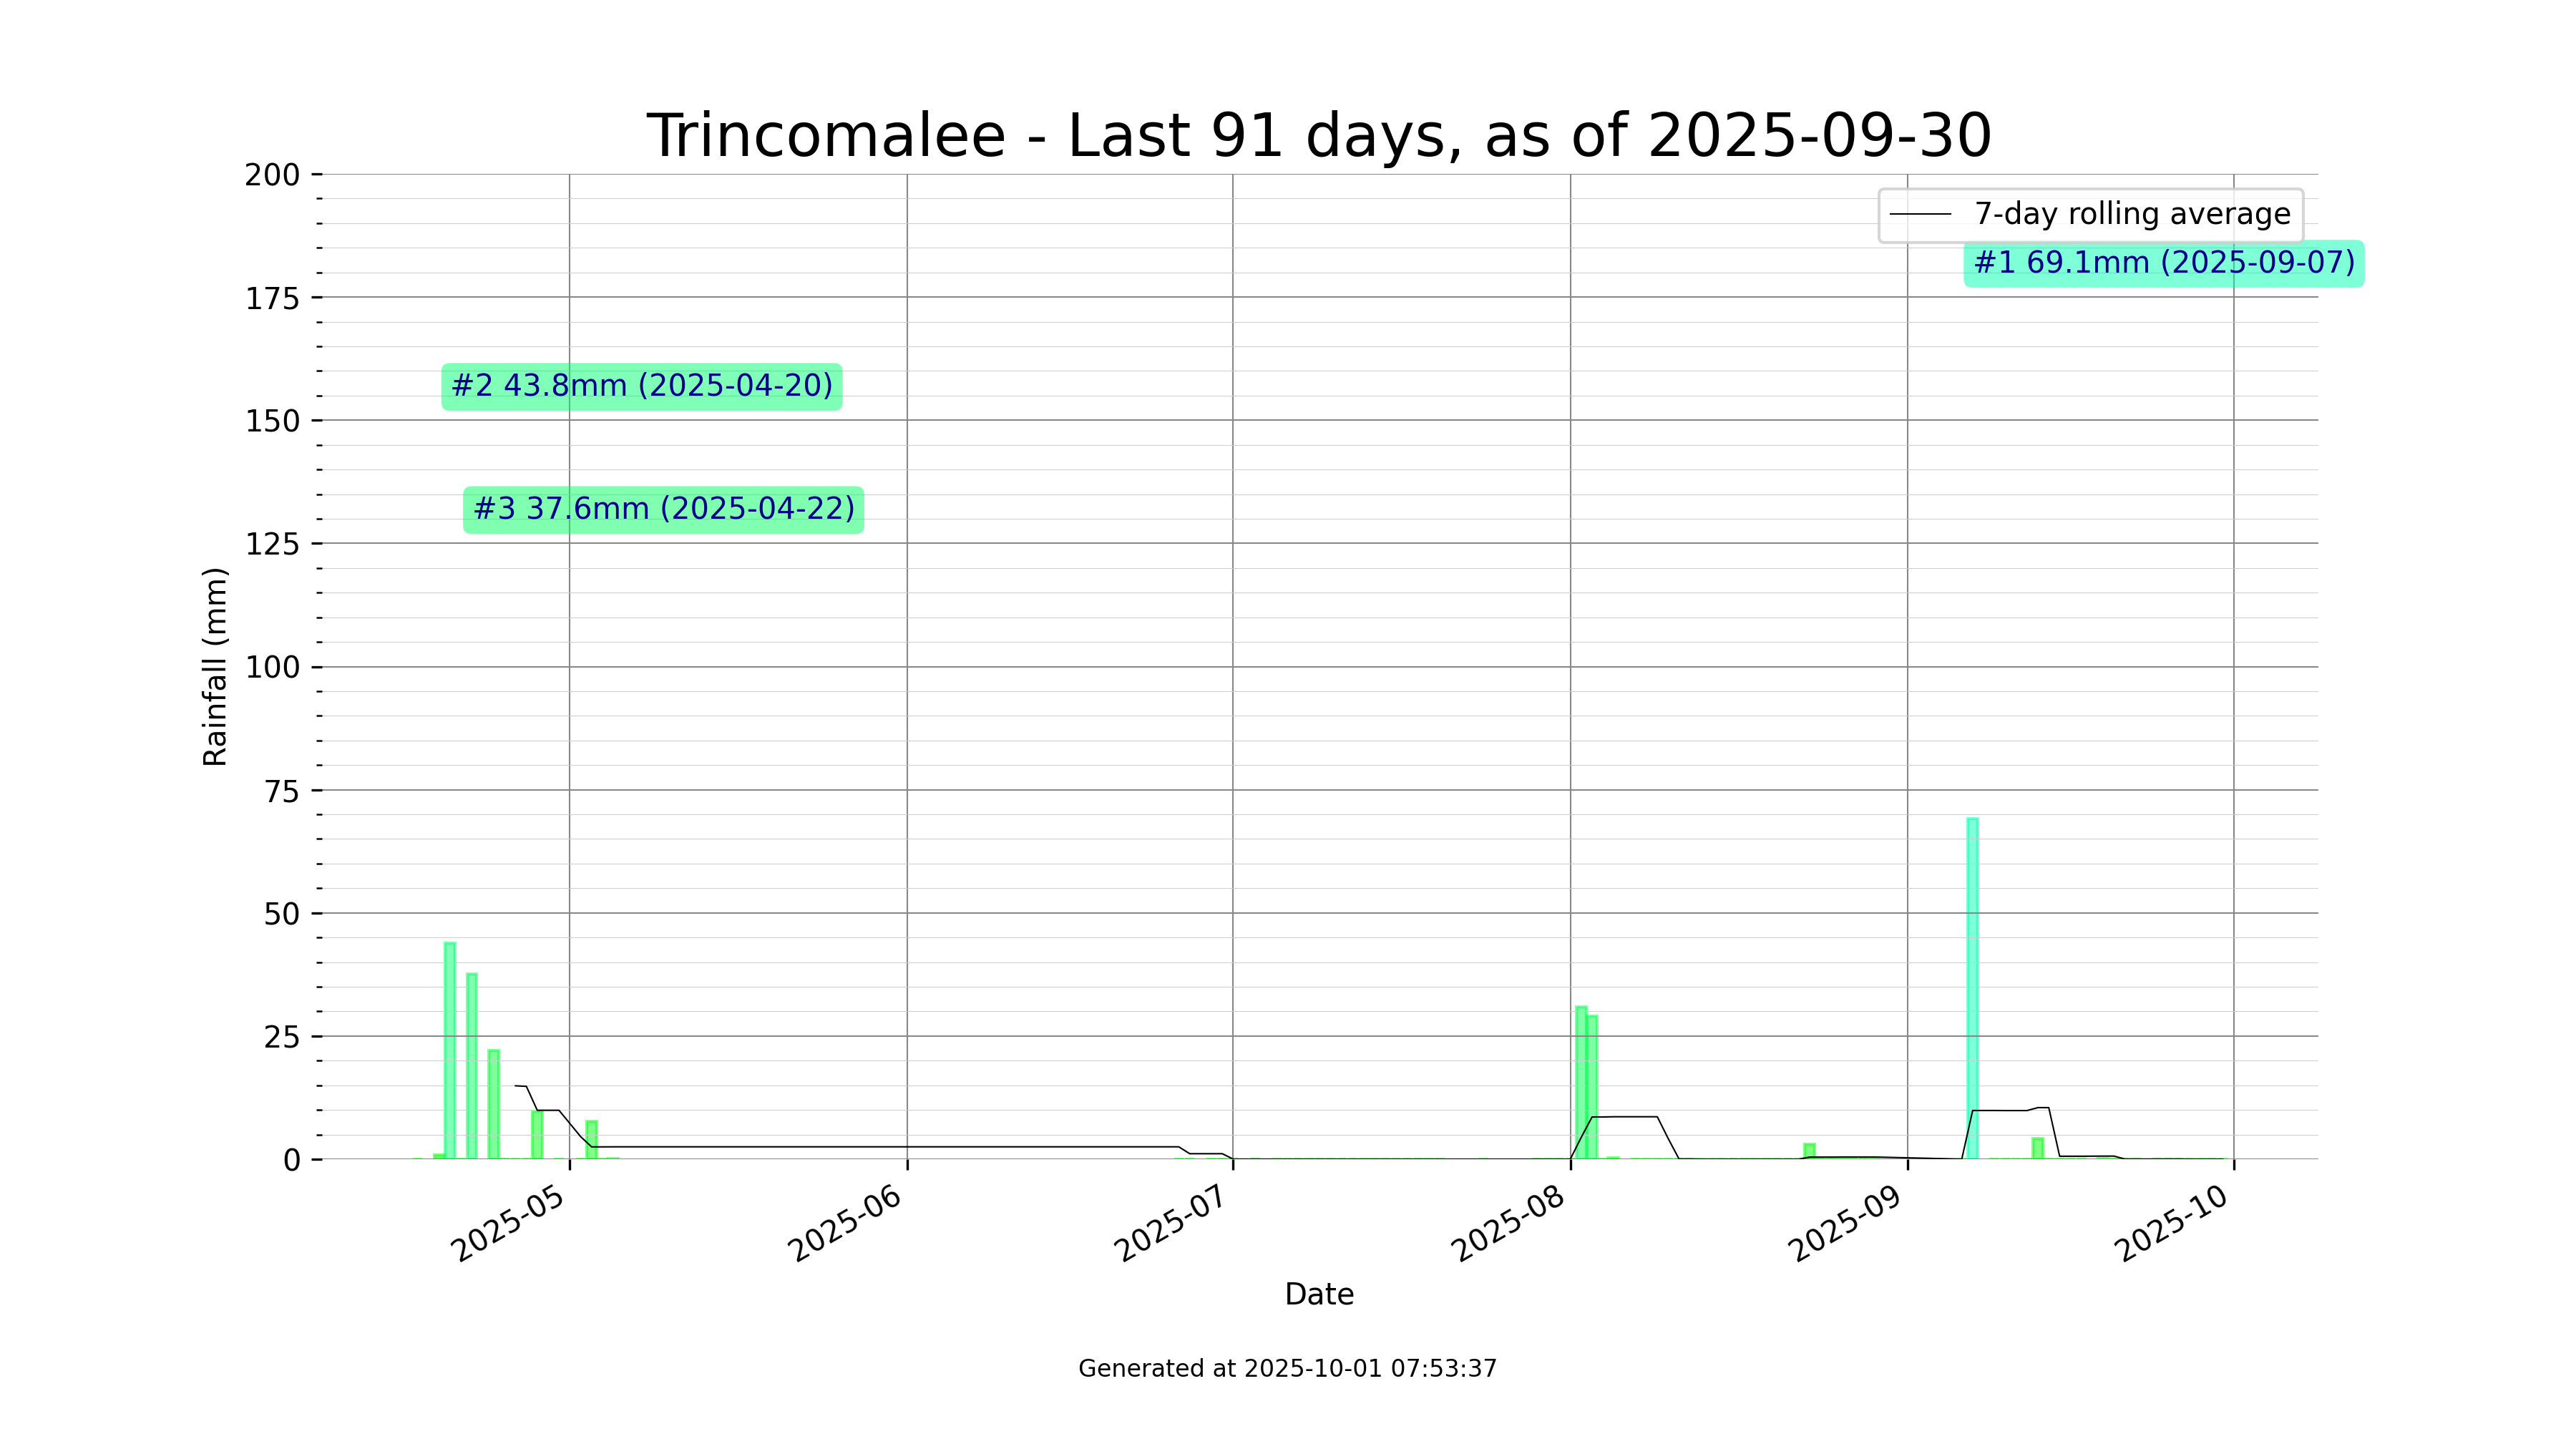 Trincomalee - Last 91 days, as of 2025-09-30
200
175
150
125
100
75
50
25
0
Rainfall (mm)
7-day rolling average
#1 69.1mm (2025-09-07)
#2 43.8mm (2025-04-20)
#3 37.6mm (2025-04-22)
2025-05
2025-06
2025-07
2025-08
2025-09
2025-10
Date
Generated at 2025-10-01 07:53:37